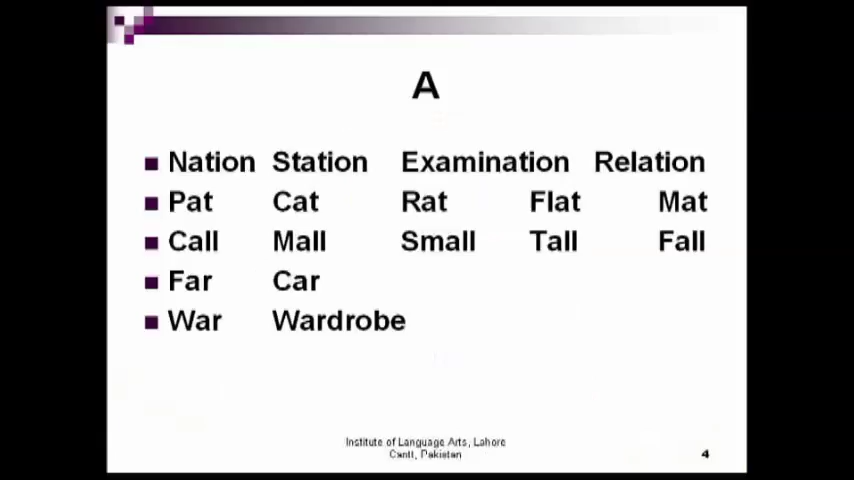 A
Nation Station Examination Relation
Pat Cat Rat Flat Mat
Call Mall Small Tall Fall
Far Car
War Wardrobe
Institute of Language Arts, Lahore
Cantt, Pakistan
4